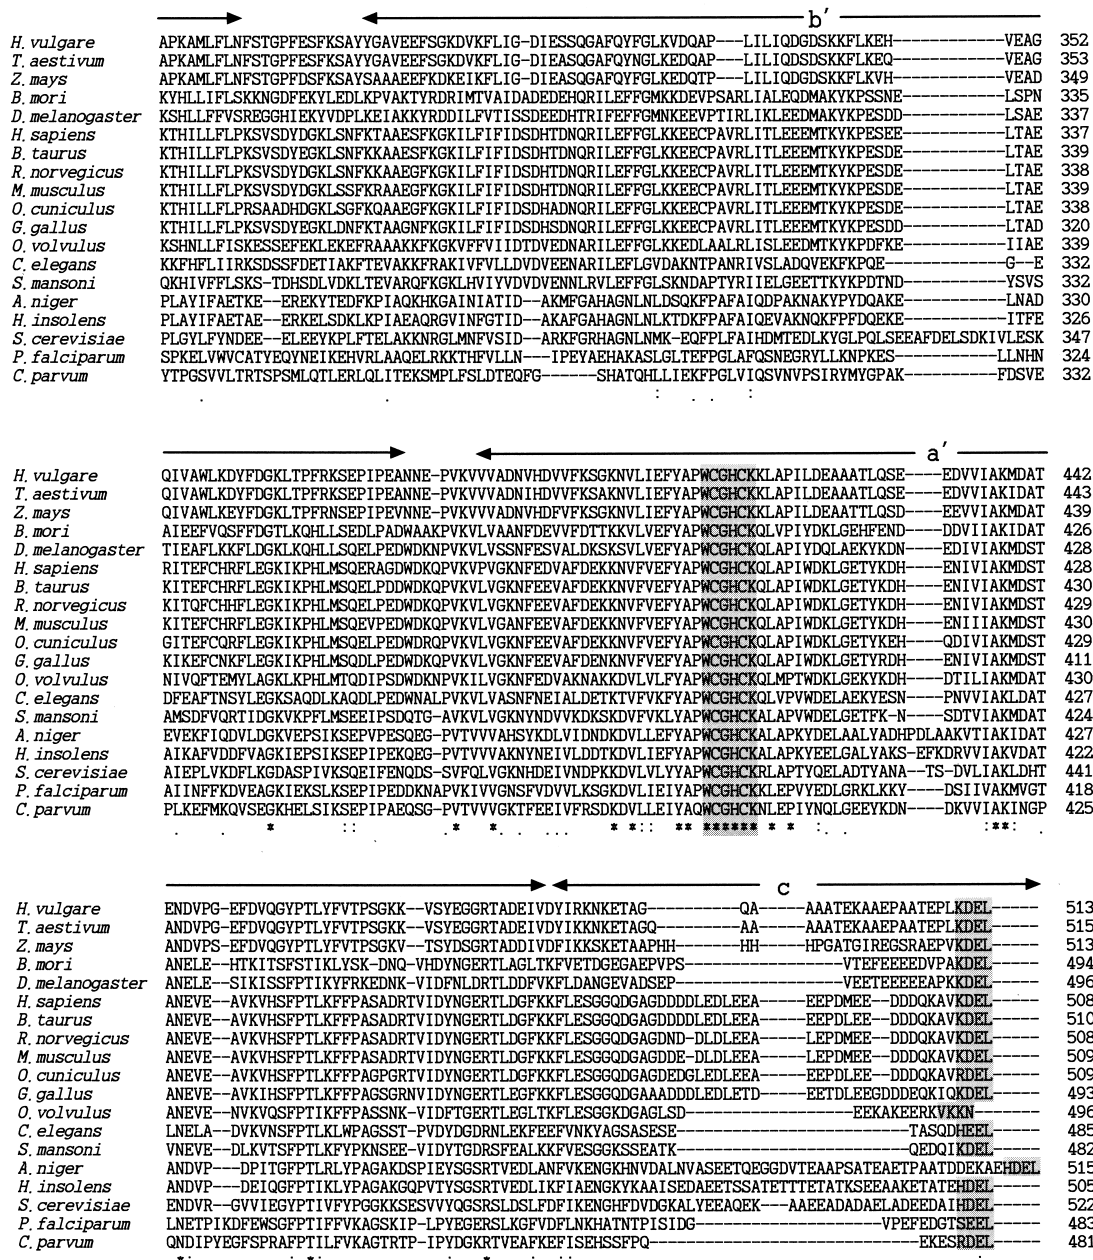 b′
H. vulgare APKAMLFLNFSTGPFESFKSAYYGAVEEFSGKDVKFLIG-DIESSQGAFQYFGLKVDQAP---LILIQDGDSKKFLKEH------------VEAG 352
T. aestivum APKAMLFLNFSTGPFESFKSAYYGAVEEFSGKDVKFLIG-DIEASQGAFQYFGLKEDQAP---LILIQDSDSKKFLKEQ------------VEAG 353
Z. mays APKAMLFLNFSTGPFDSFKSAYSAAAEEFKDKEIKFLIG-DIEASQGAFQYFGLKEDQTP---LILIQDGDSKKFLKVH------------VEAD 349
B. mori KYHLLIFLSKKNGDFEKYLEDLKPVAKTYRDRIMTVAIDADEDEHQRILEFFGMKKDEVPSARLIALEQDMAKYKPSSNE-----------LSPN 335
D. melanogaster KSHLLFFVSREGGHIEKYVDPLKEIAKKYRDDILFVTISSDEEDHTRIFEFFGMNKEEVPTIRLIKLEEDMAKYKPESDD-----------LSAE 337
H. sapiens KTHILLFLPKSVSDYDGKLSNFKTAAESFKGKILFIFIDSDHTDNQRILEFFGLKKEECPAVRLITLEEEMTKYKPESEE-----------LTAE 337
B. taurus KTHILLFLPKSVSDYEGKLSNFKKAAESFKGKILFIFIDSDHTDNQRILEFFGLKKEECPAVRLITLEEEMTKYKPESDE-----------LTAE 339
R. norvegicus KTHILLFLPKSVSDYDGKLSNFKKAAEGFKGKILFIFIDSDHTDNQRILEFFGLKKEECPAVRLITLEEEMTKYKPESDE-----------LTAE 338
M. musculus KTHILLFLPKSVSDYDGKLSSFKRAAEGFKGKILFIFIDSDHTDNQRILEFFGLKKEECPAVRLITLEEEMTKYKPESDE-----------LTAE 339
O. cuniculus KTHILLFLPRSAADHDGKLSGFKQAAEGFKGKILFIFIDSDHADNQRILEFFGLKKEECPAVRLITLEEEMTKYKPESDE-----------LTAE 338
G. gallus KTHILLFLPKSVSDYEGKLDNFKTAAGNFKGKILFIFIDSDHSDNQRILEFFGLKKEECPAVRLITLEEEMTKYKPESDD-----------LTAD 320
O. volvulus KSHNLLFISKESSEFEKLEKEFRAAAKKFKGKVFFVIIDTDVEDNARILEFFGLKKEDLAALRLISLEEDMTKYKPDFKE-----------IIAE 339
C. elegans KKFHFLIIRKSDSSFDETIAKFTEVAKKFRAKIVFVLLDVDVEENARILEFLGVDAKNTPANRIVSLADQVEKFKPQE-------------G--E 332
S. mansoni QKHIVFFLSKS-TDHSDLVDKLTEVARQFKGKLHVIYVDVDVENNLRVLEFFGLSKNDAPTYRIIELGEETTKYKPDTND-----------YSVS 332
A. niger PLAYIFAETKE--EREKYTEDFKPIAQKHKGAINIATID--AKMFGAHAGNLNLDSQKFPAFAIQDPAKNAKYPYDQAKE-----------LNAD 330
H. insolens PLAYIFAETAE--ERKELSDKLKPIAEAQRGVINFGTID--AKAFGAHAGNLNLKTDKFPAFAIQEVAKNQKFPFDQEKE-----------ITFE 326
S. cerevisiae PLGYLFYNDEE--ELEEYKPLFTELAKKNRGLMNFVSID--ARKFGRHAGNLNMK-EQFPLFAIHDMTEDLKYGLPQLSEEAFDELSDKIVLESK 347
P. falciparum SPKELVWVCATYEQYNEIKEHVRLAAQELRKKTHFVLLN--IPEYAEHAKASLGLTEFPGLAFQSNEGRYLLKNPKES-----------LLNHN 324
C. parvum YTPGSVVLTRTSPSMLQTLERLQLITEKSMPLFSLDTEQFG------SHATQHLLIEKFPGLVIQSVNVPSIRYMYGPAK-----------FDSVE 332
. . : . . :
a′
H. vulgare QIVAWLKDYFDGKLTPFRKSEPIPEANNE-PVKVVVADNVHDVVFKSGKNVLIEFYAPWCGHCKKLAPILDEAAATLQSE----EDVVIAKMDAT 442
T. aestivum QIVAWLKDYFDGKLTPFRKSEPIPEANNE-PVKVVVADNIHDVVFKSAKNVLIEFYAPWCGHCKKLAPILDEAAATLQSE----EDVVIAKIDAT 443
Z. mays QIVAWLKEYFDGKLTPFRNSEPIPEVNNE-PVKVVVADNVHDFVFKSGKNVLIEFYAPWCGHCKKLAPILDEAATTLQSD----EEVVIAKMDAT 439
B. mori AIEEFVQSFFDGTLKQHLLSEDLPADWAAKPVKVLVAANFDEVVFDTTKKVLVEFYAPWCGHCKQLVPIYDKLGEHFEND----DDVIIAKIDAT 426
D. melanogaster TIEAFLKKFLDGKLKQHLLSQELPEDWDKNPVKVLVSSNFESVALDKSKSVLVEFYAPWCGHCKQLAPIYDQLAEKYKDN----EDIVIAKMDST 428
H. sapiens RITEFCHRFLEGKIKPHLMSQERAGDWDKQPVKVPVGKNFEDVAFDEKKNVFVEFYAPWCGHCKQLAPIWDKLGETYKDH----ENIVIAKMDST 428
B. taurus KITEFCHRFLEGKIKPHLMSQELPDDWDKQPVKVLVGKNFEEVAFDEKKNVFVEFYAPWCGHCKQLAPIWDKLGETYKDH----ENIVIAKMDST 430
R. norvegicus KITQFCHHFLEGKIKPHLMSQELPEDWDKQPVKVLVGKNFEEVAFDEKKNVFVEFYAPWCGHCKQLAPIWDKLGETYKDH----ENIVIAKMDST 429
M. musculus KITEFCHRFLEGKIKPHLMSQEVPEDWDKQPVKVLVGANFEEVAFDEKKNVFVEFYAPWCGHCKQLAPIWDKLGETYKDH----ENIIIAKMDST 430
O. cuniculus GITEFCQRFLEGKIKPHLMSQELPEDWDRQPVKVLVGKNFEEVAFDEKKNVFVEFYAPWCGHCKQLAPIWDKLGETYKEH----QDIVIAKMDST 429
G. gallus KIKEFCNKFLEGKIKPHLMSQDLPEDWDKQPVKVLVGKNFEEVAFDENKNVFVEFYAPWCGHCKQLAPIWDKLGETYRDH----ENIVIAKMDST 411
O. volvulus NIVQFTEMYLAGKLKPHLMTQDIPSDWDKNPVKILVGKNFEDVAKNAKKDVLVLFYAPWCGHCKQLMPTWDKLGEKYKDH----DTILIAKMDAT 430
C. elegans DFEAFTNSYLEGKSAQDLKAQDLPEDWNALPVKVLVASNFNEIALDETKTVFVKFYAPWCGHCKQLVPVWDELAEKYESN----PNVVIAKLDAT 427
S. mansoni AMSDFVQRTIDGKVKPFLMSEEIPSDQTG-AVKVLVGKNYNDVVKDKSKDVFVKLYAPWCGHCKALAPVWDELGETFK-N----SDTVIAKMDAT 424
A. niger EVEKFIQDVLDGKVEPSIKSEPVPESQEG-PVTVVVAHSYKDLVIDNDKDVLLEFYAPWCGHCKALAPKYDELAALYADHPDLAAKVTIAKIDAT 427
H. insolens AIKAFVDDFVAGKIEPSIKSEPIPEKQEG-PVTVVVAKNYNEIVLDDTKDVLIEFYAPWCGHCKALAPKYEELGALYAKS-EFKDRVVIAKVDAT 422
S. cerevisiae AIEPLVKDFLKGDASPIVKSQEIFENQDS-SVFQLVGKNHDEIVNDPKKDVLVLYYAPWCGHCKRLAPTYQELADTYANA--TS-DVLIAKLDHT 441
P. falciparum AIINFFKDVEAGKIEKSLKSEPIPEDDKNAPVKIVVGNSFVDVVLKSGKDVLIEIYAPWCGHCKKLEPVYEDLGRKLKKY----DSIIVAKMVGT 418
C. parvum PLKEFMKQVSEGKHELSIKSEPIPAEQSG-PVTVVVGKTFEEIVFRSDKDVLIEIYAQWCGHCKNLEPIYNQLGEEYKDN----DKVVIAKINGP 425
. . * :: . * . * . ... * *:: ** ****** * * : . . :**: .
c
H. vulgare ENDVPG-EFDVQGYPTLYFVTPSGKK--VSYEGGRTADEIVDYIRKNKETAG----------QA-----AAATEKAAEPAATEPLKDEL----- 513
T. aestivum ANDVPG-EFDVQGYPTLYFVTPSGKK--VSYEGGRTADEIVDYIKKNKETAGQ---------AA-----AAATEKAAEPAATEPLKDEL----- 515
Z. mays ANDVPS-EFDVQGYPTLYFVTPSGKV--TSYDSGRTADDIVDFIKKSKETAAPHH-------HH-----HPGATGIREGSRAEPVKDEL----- 513
B. mori ANELE--HTKITSFSTIKLYSK-DNQ-VHDYNGERTLAGLTKFVETDGEGAEPVPS-----------------VTEFEEEEDVPAKDEL----- 494
D. melanogaster ANELE--SIKISSFPTIKYFRKEDNK-VIDFNLDRTLDDFVKFLDANGEVADSEP------------------VEETEEEEEAPKKDEL----- 496
H. sapiens ANEVE--AVKVHSFPTLKFFPASADRTVIDYNGERTLDGFKKFLESGGQDGAGDDDDLEDLEEA-----EEPDMEE--DDDQKAVKDEL----- 508
B. taurus ANEVE--AVKVHSFPTLKFFPASADRTVIDYNGERTLDGFKKFLESGGQDGAGDDDDLEDLEEA-----EEPDLEE--DDDQKAVKDEL----- 510
R. norvegicus ANEVE--AVKVHSFPTLKFFPASADRTVIDYNGERTLDGFKKFLESGGQDGAGDND-DLDLEEA-----LEPDMEE--DDDQKAVKDEL----- 508
M. musculus ANEVE--AVKVHSFPTLKFFPASADRTVIDYNGERTLDGFKKFLESGGQDGAGDDE-DLDLEEA-----LEPDMEE--DDDQKAVKDEL----- 509
O. cuniculus ANEVE--AVKVHSFPTLKFFPAGPGRTVIDYNGERTLDGFKKFLESGGQDGAGDEDGLEDLEEA-----EEPDLEE--DDDQKAVRDEL----- 509
G. gallus ANEVE--AVKIHSFPTLKFFPAGSGRNVIDYNGERTLEGFKKFLESGGQDGAAADDDLEDLETD-----EETDLEEGDDDEQKIQKDEL----- 493
O. volvulus ANEVE--NVKVQSFPTIKFFPASSNK-VIDFTGERTLEGLTKFLESGGKDGAGLSD------------------EEKAKEERKVKKN------- 496
C. elegans LNELA--DVKVNSFPTLKLWPAGSST-PVDYDGDRNLEKFEEFVNKYAGSASESE-------------------------TASQDHEEL----- 485
S. mansoni VNEVE--DLKVTSFPTLKFYPKNSEE-VIDYTGDRSFEALKKFVESGGKSSEATK-------------------------QEDQIKDEL----- 482
A. niger ANDVP--DPITGFPTLRLYPAGAKDSPIEYSGSRTVEDLANFVKENGKHNVDALNVASEETQEGGDVTEAAPSATEAETPAATDDEKAEHDEL 515
H. insolens ANDVP--DEIQGFPTIKLYPAGAKGQPVTYSGSRTVEDLIKFIAENGKYKAAISEDAEETSSATETTTETATKSEEAAKETATEHDEL----- 505
S. cerevisiae ENDVR--GVVIEGYPTIVFYPGGKKSESVVYQGSRSLDSLFDFIKENGHFDVDGKALYEEAQEK-----AAEEADADAELADEEDAIHDEL----- 522
P. falciparum LNETPIKDFEWSGFPTIFFVKAGSKIP-LPYEGERSLKGFVDFLNKHATNTPISIDG--------------------VPEFEDGTSEEL----- 483
C. parvum QNDIPYEGFSPRAFPTILFVKAGTRTP-IPYDGKRTVEAFKEFISEHSSFPQ--------------------------EKESRDEL----- 481
*: . . .*: . . * . ::